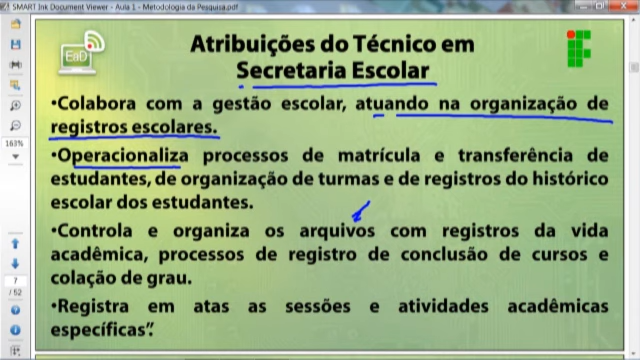 SMART Ink Document Viewer - Aula 1 - Metodologia da Pesquisa.pdf
EaD
Atribuições do Técnico em
Secretaria Escolar
•Colabora com a gestão escolar, atuando na organização de
registros escolares.
•Operacionaliza processos de matrícula e transferência de
estudantes, de organização de turmas e de registros do histórico
escolar dos estudantes.
•Controla e organiza os arquivos com registros da vida
acadêmica, processos de registro de conclusão de cursos e
colação de grau.
•Registra em atas as sessões e atividades acadêmicas
específicas”.
163%
7
/ 52